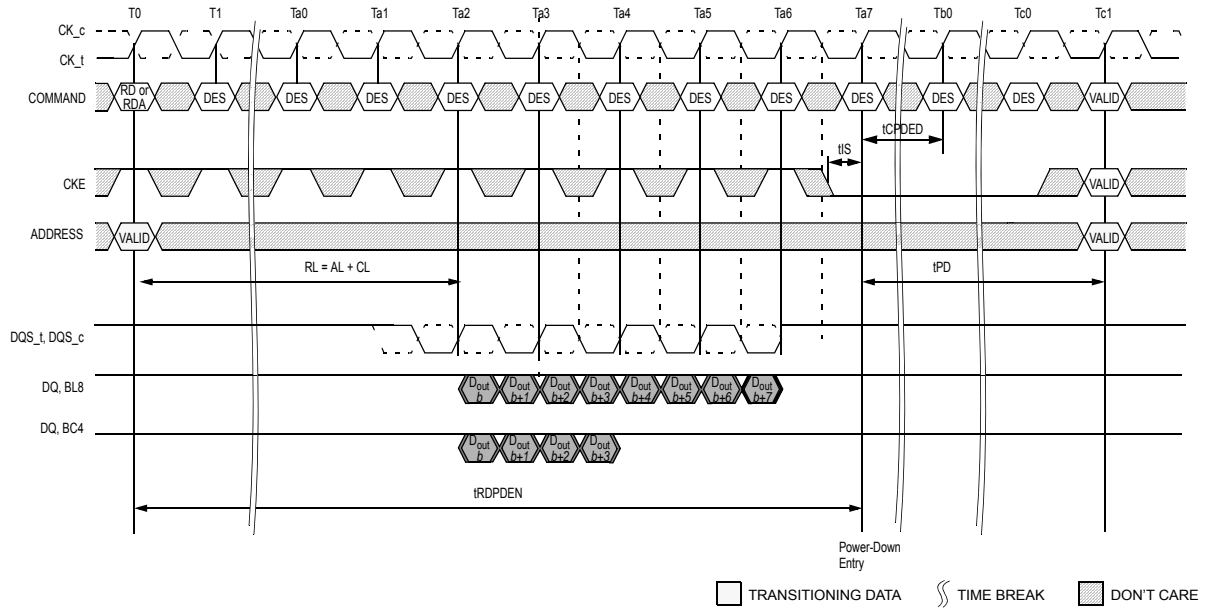 T0 T1 Ta0 Ta1 Ta2 Ta3 Ta4 Ta5 Ta6 Ta7 Tb0 Tc0 Tc1
CK_c
CK_t
COMMAND RD or RDA DES DES DES DES DES DES DES DES DES DES DES VALID
tCPDED
tIS
CKE VALID
ADDRESS VALID VALID
RL = AL + CL tPD
DQS_t, DQS_c
DQ, BL8 Dout b Dout b+1 Dout b+2 Dout b+3 Dout b+4 Dout b+5 Dout b+6 Dout b+7
DQ, BC4 Dout b Dout b+1 Dout b+2 Dout b+3
tRDPDEN
Power-Down
Entry
TRANSITIONING DATA TIME BREAK DON'T CARE